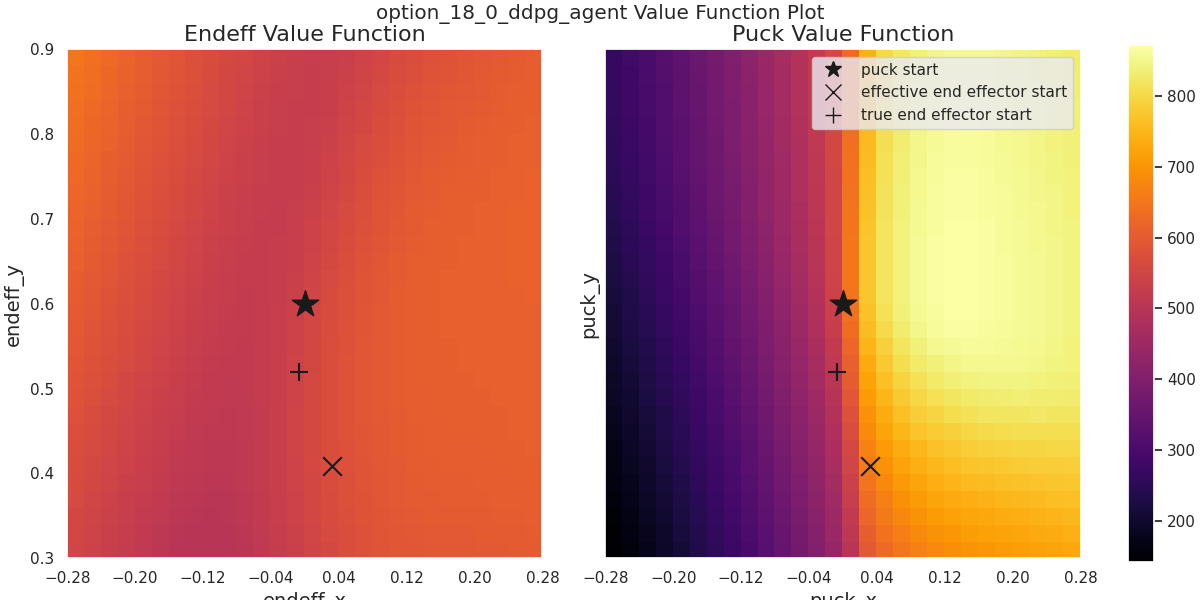 option_18_0_ddpg_agent Value Function Plot
Endeff Value Function
Puck Value Function
endeff_y
0.9
0.8
0.7
0.6
0.5
0.4
0.3
−0.28 −0.20 −0.12 −0.04 0.04 0.12 0.20 0.28
endeff_x
puck_y
puck start
effective end effector start
true end effector start
−0.28 −0.20 −0.12 −0.04 0.04 0.12 0.20 0.28
puck_x
800
700
600
500
400
300
200